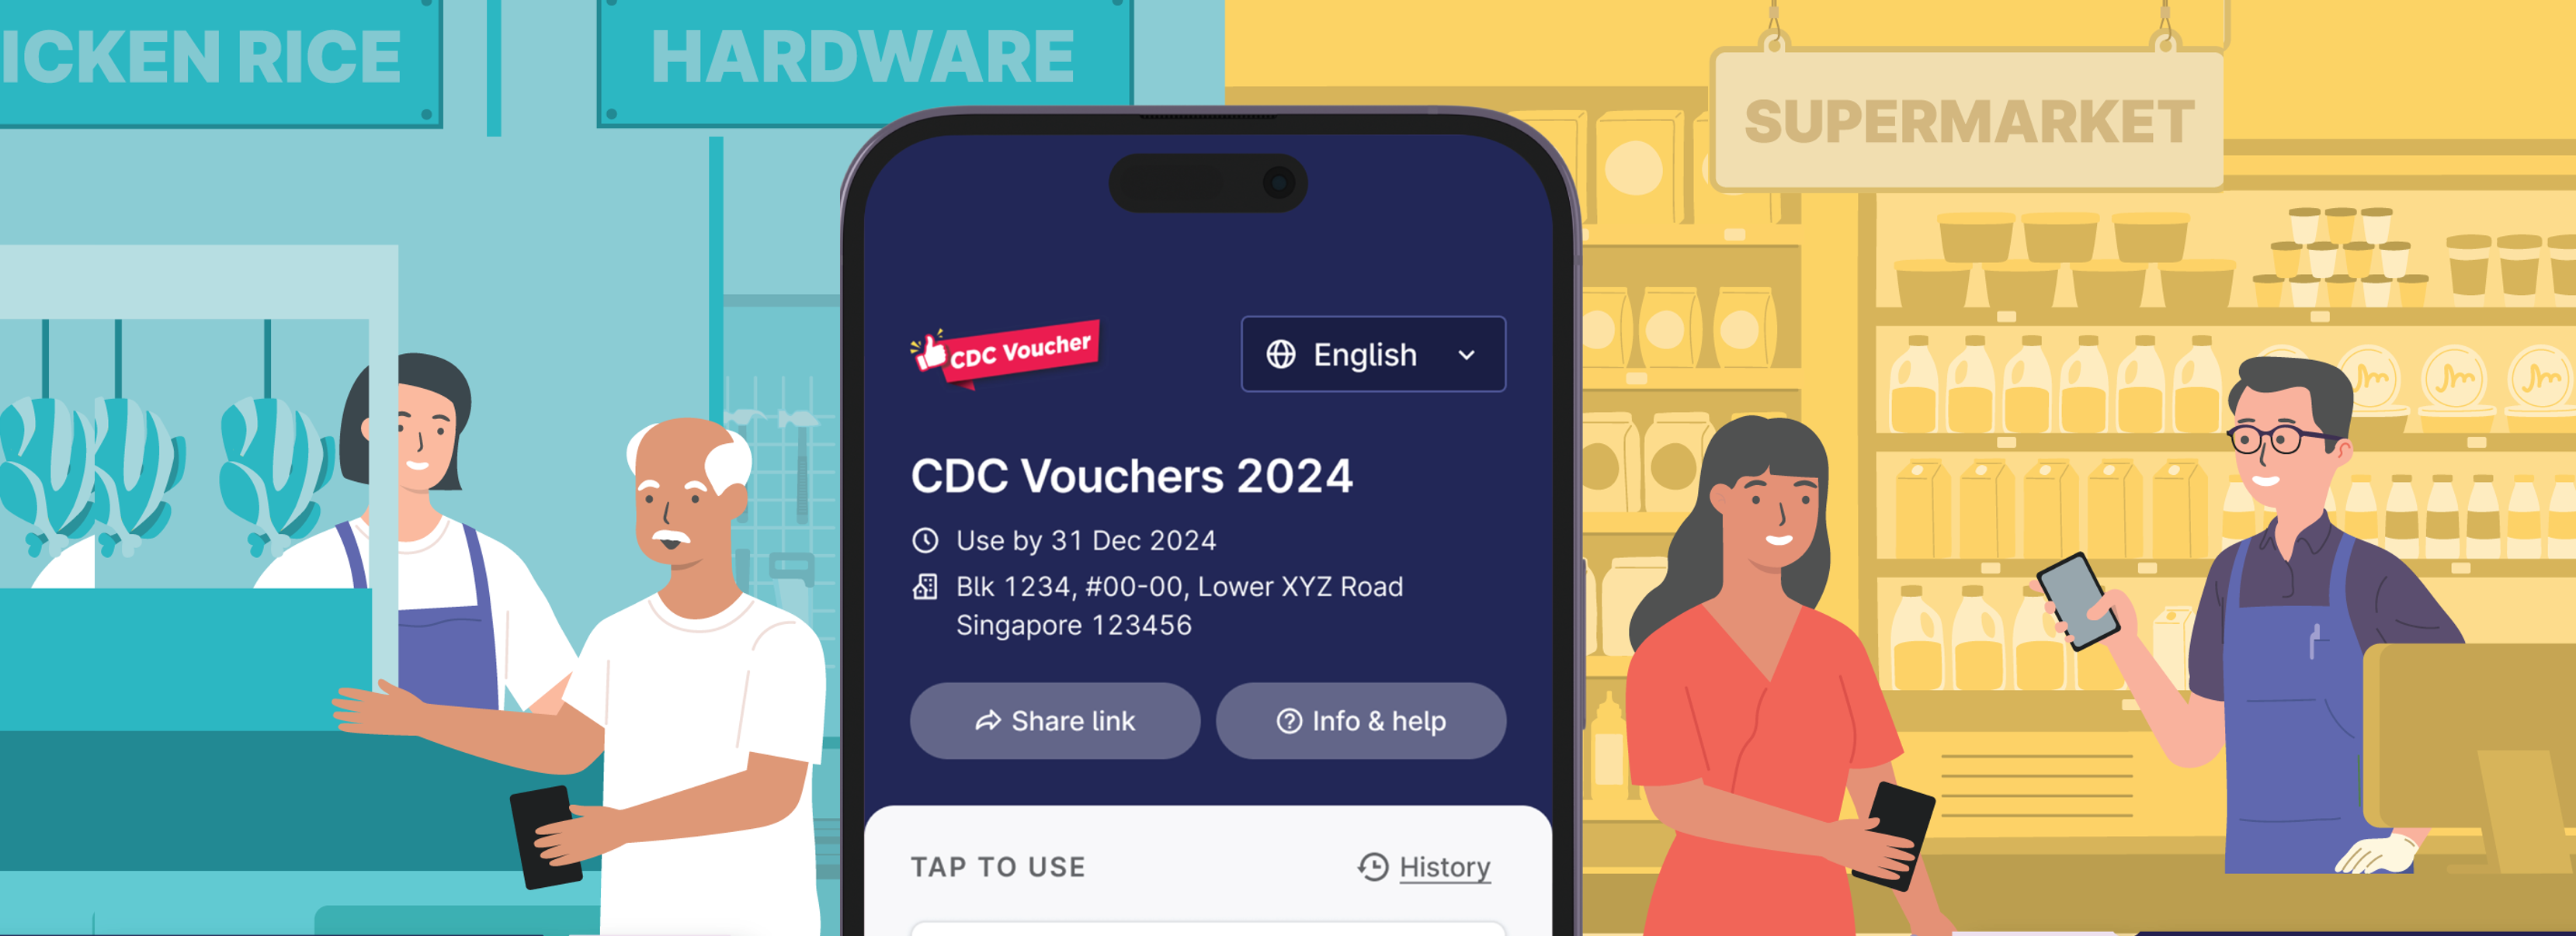 ICKEN RICE
HARDWARE
SUPERMARKET
CDC Voucher
English
CDC Vouchers 2024
Use by 31 Dec 2024
Blk 1234, #00-00, Lower XYZ Road
Singapore 123456
Share link
Info & help
TAP TO USE
History